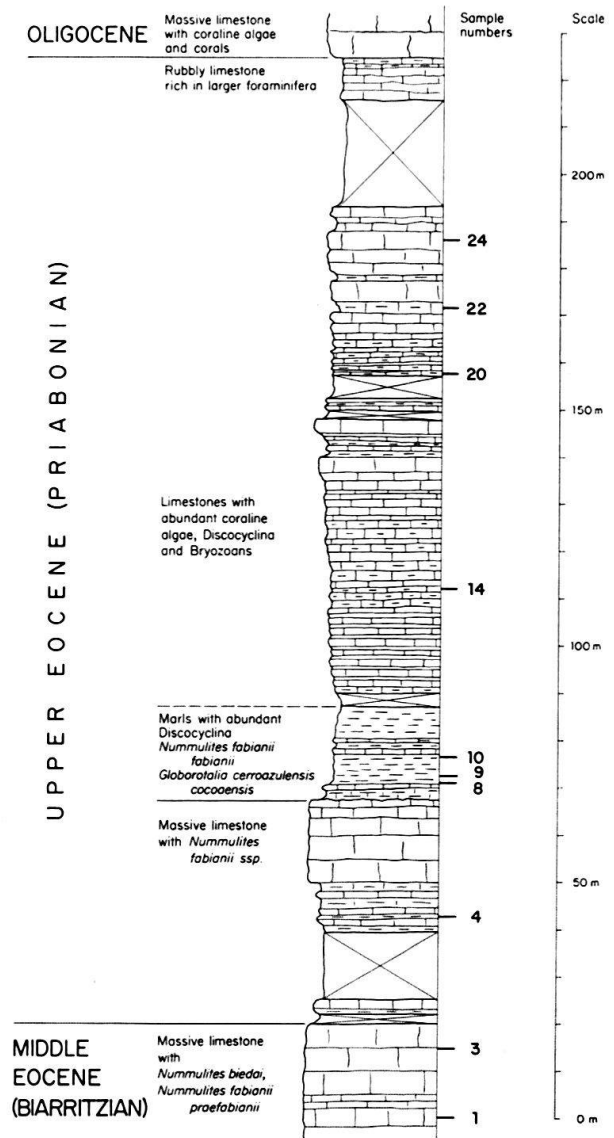 OLIGOCENE
Massive limestone
with coraline algae
and corals
Rubbly limestone
rich in larger foraminifera
UPPER EOCENE (PRIABONIAN)
Limestones with
abundant coraline
algae, Discocyclina
and Bryozoans
Marls with abundant
Discocyclina
Nummulites fabianii
fabianii
Globorotalia cerroazulensis
cocoaensis
Massive limestone
with Nummulites
fabianii ssp.
MIDDLE
EOCENE
(BIARRITZIAN)
Massive limestone
with
Nummulites biedai,
Nummulites fabianii
praefabianii
Sample
numbers
24
22
20
14
10
9
8
4
3
1
Scale
200 m
150 m
100 m
50 m
0 m